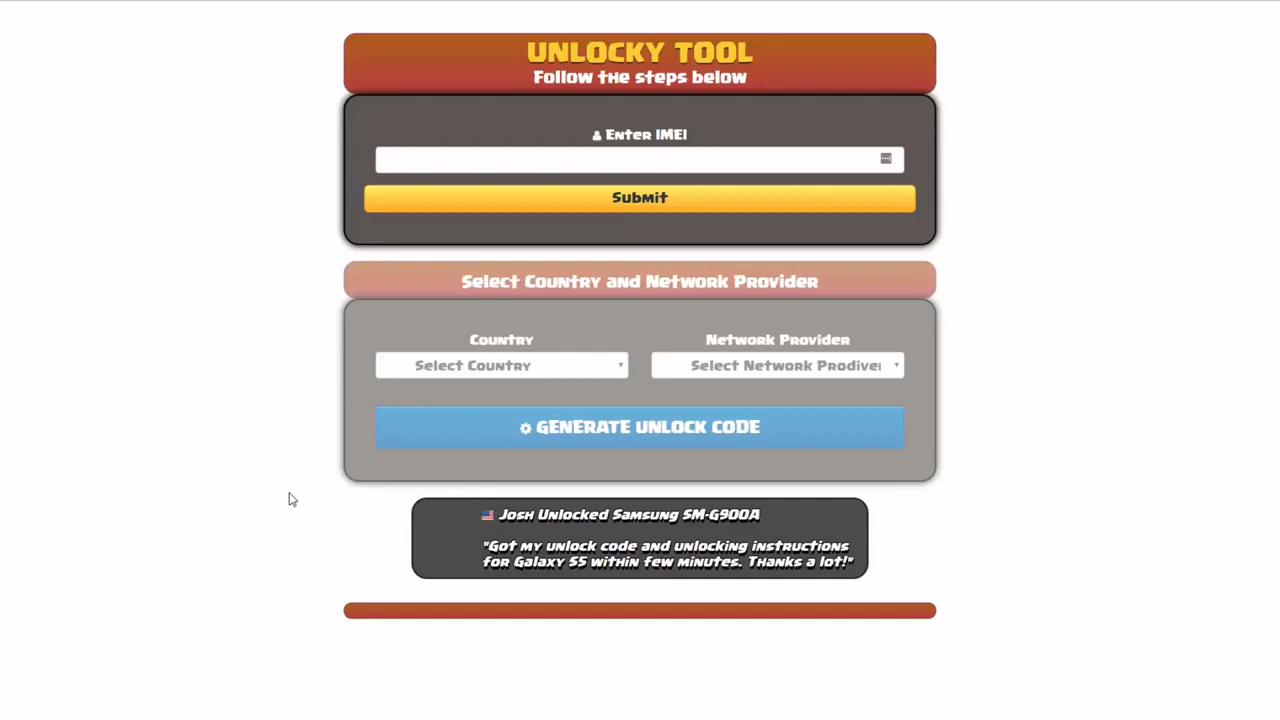 UNLOCKY TOOL
Follow the steps below
Enter IMEI
Submit
Select Country and Network Provider
Country
Network Provider
Select Country
Select Network Prodiver
GENERATE UNLOCK CODE
Josh Unlocked Samsung SM-G900A
"Got my unlock code and unlocking instructions
for Galaxy S5 within few minutes. Thanks a lot!"